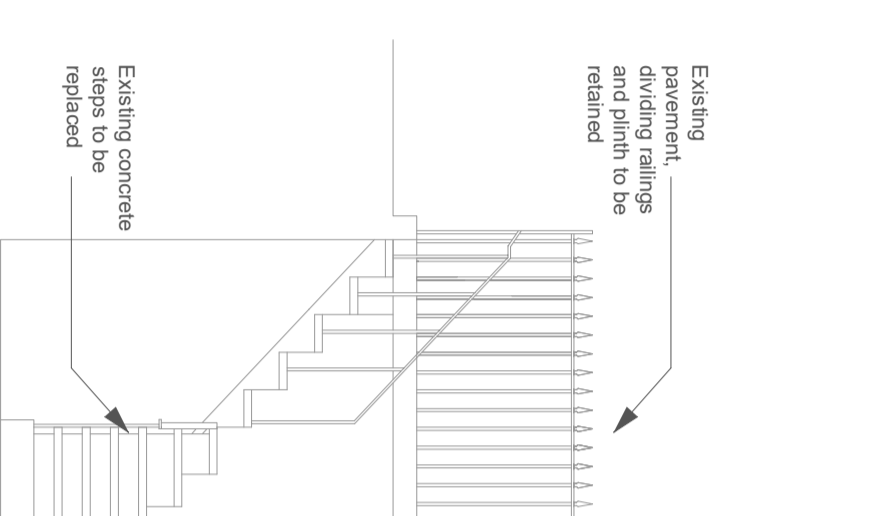 Existing
pavement,
dividing railings
and plinth to be
retained
Existing concrete
steps to be
replaced